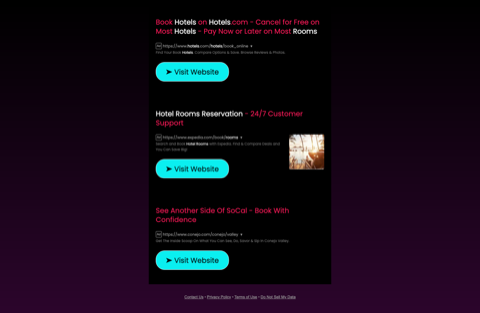 Book Hotels on Hotels.com - Cancel for Free on
Most Hotels - Pay Now or Later on Most Rooms
Ad https://www.hotels.com/hotels/book_online
Find Your Book Hotels. Compare Options & Save. Browse Reviews & Photos.
➤ Visit Website
Hotel Rooms Reservation - 24/7 Customer
Support
Ad https://www.expedia.com/book/rooms
Search and Book Hotel Rooms with Expedia. Find & Compare Deals and
You Can Save Big!
➤ Visit Website
See Another Side Of SoCal - Book With
Confidence
Ad https://www.conejo.com/conejo/valley
Get The Inside Scoop On What You Can See, Do, Savor & Sip In Conejo Valley.
➤ Visit Website
Contact Us - Privacy Policy - Terms of Use - Do Not Sell My Data